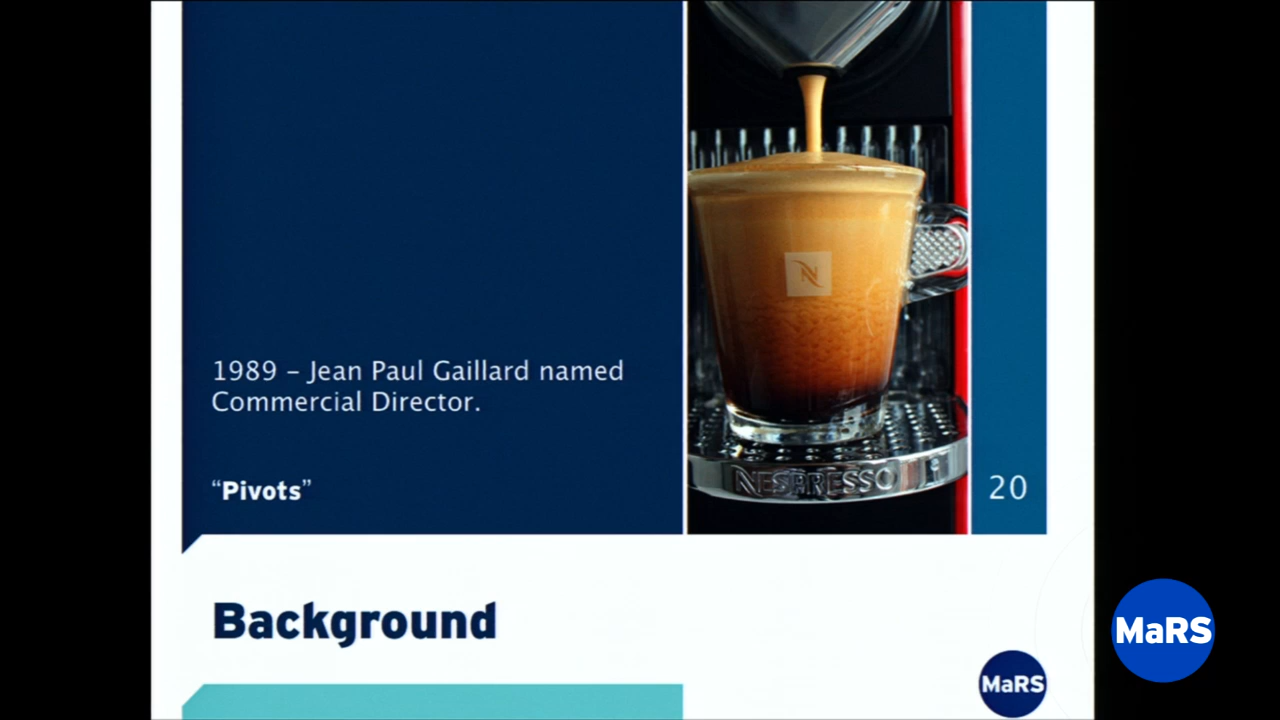 1989 – Jean Paul Gaillard named
Commercial Director.
“Pivots”
NESPRESSO
20
Background
MaRS
MaRS